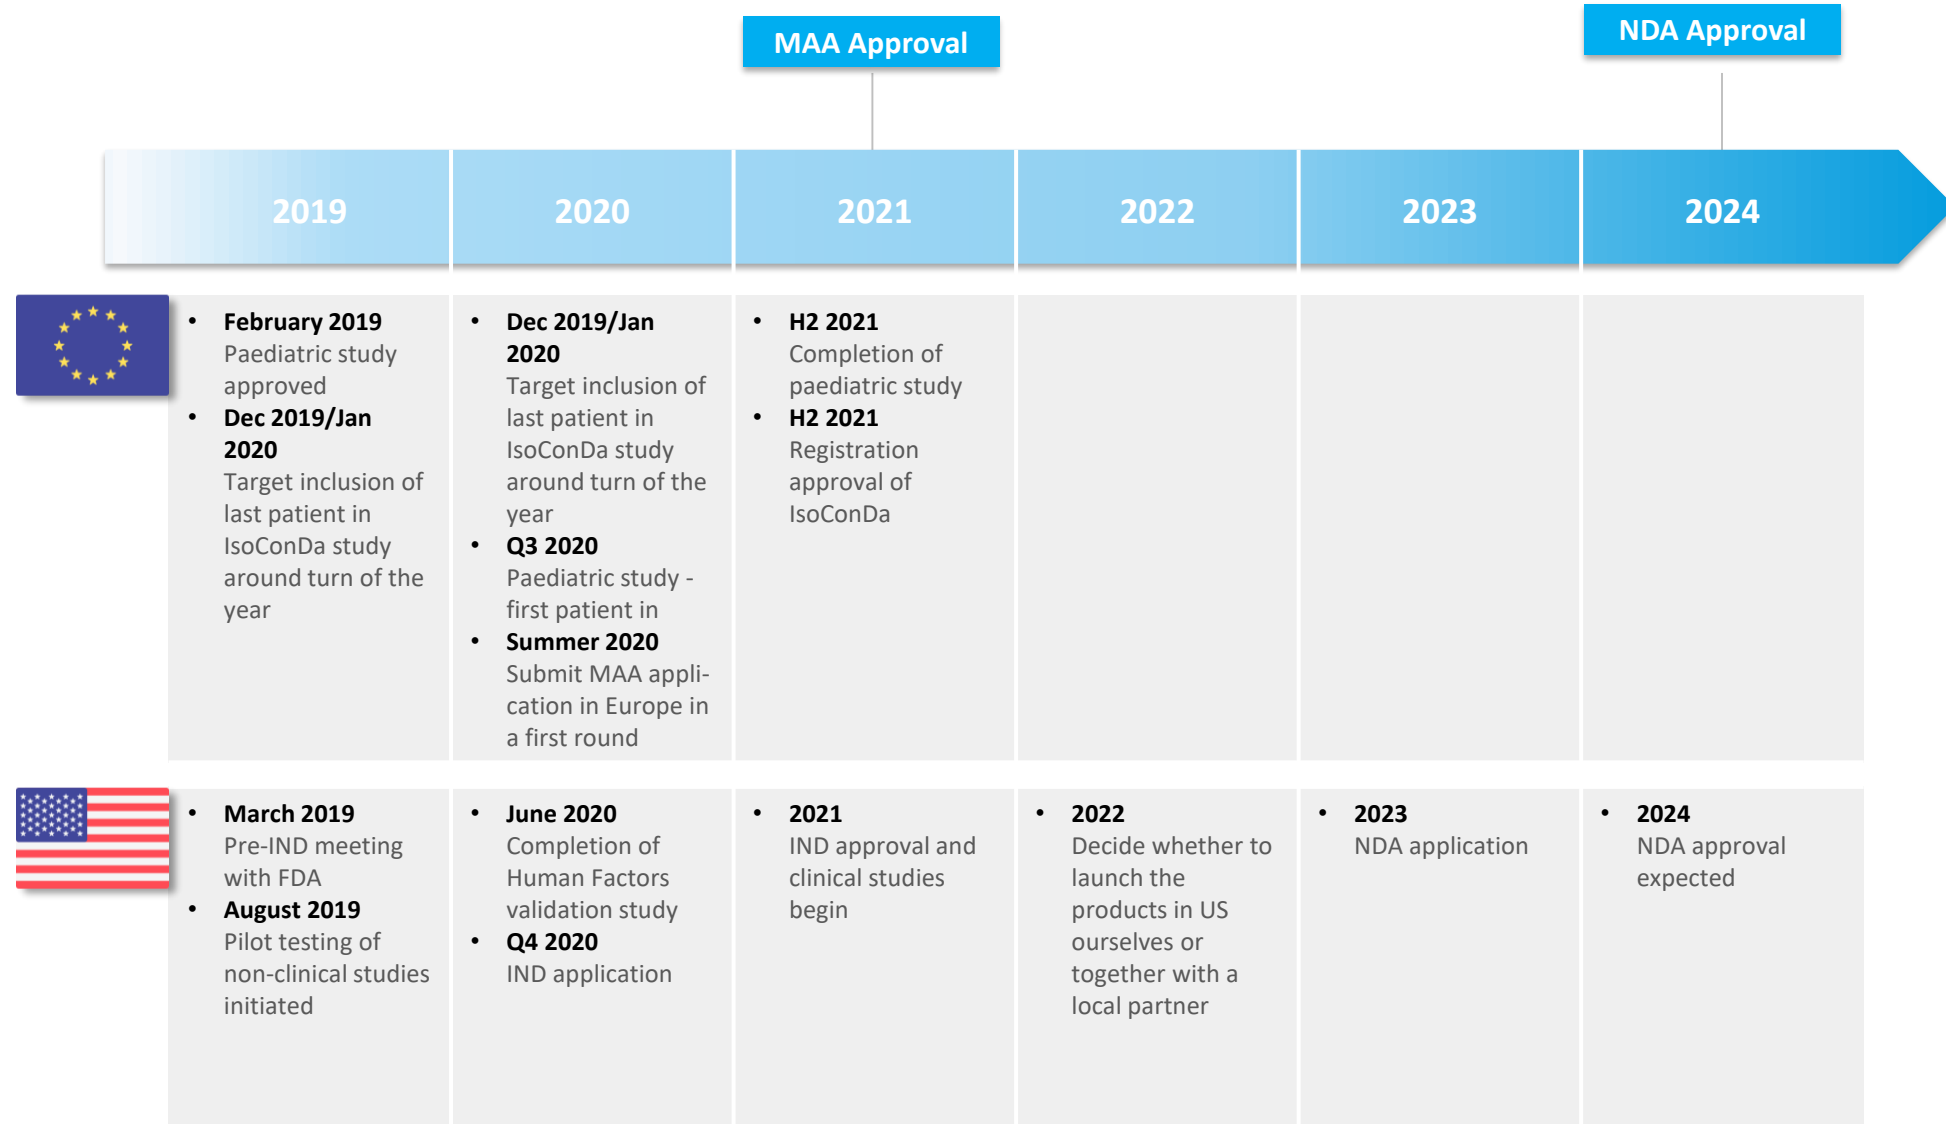 MAA Approval
NDA Approval
2019
2020
2021
2022
2023
2024
• February 2019
Paediatric study
approved
• Dec 2019/Jan
2020
Target inclusion of
last patient in
IsoConDa study
around turn of the
year
• Dec 2019/Jan
2020
Target inclusion of
last patient in
IsoConDa study
around turn of the
year
• Q3 2020
Paediatric study -
first patient in
• Summer 2020
Submit MAA appli-
cation in Europe in
a first round
• H2 2021
Completion of
paediatric study
• H2 2021
Registration
approval of
IsoConDa
• March 2019
Pre-IND meeting
with FDA
• August 2019
Pilot testing of
non-clinical studies
initiated
• June 2020
Completion of
Human Factors
validation study
• Q4 2020
IND application
• 2021
IND approval and
clinical studies
begin
• 2022
Decide whether to
launch the
products in US
ourselves or
together with a
local partner
• 2023
NDA application
• 2024
NDA approval
expected